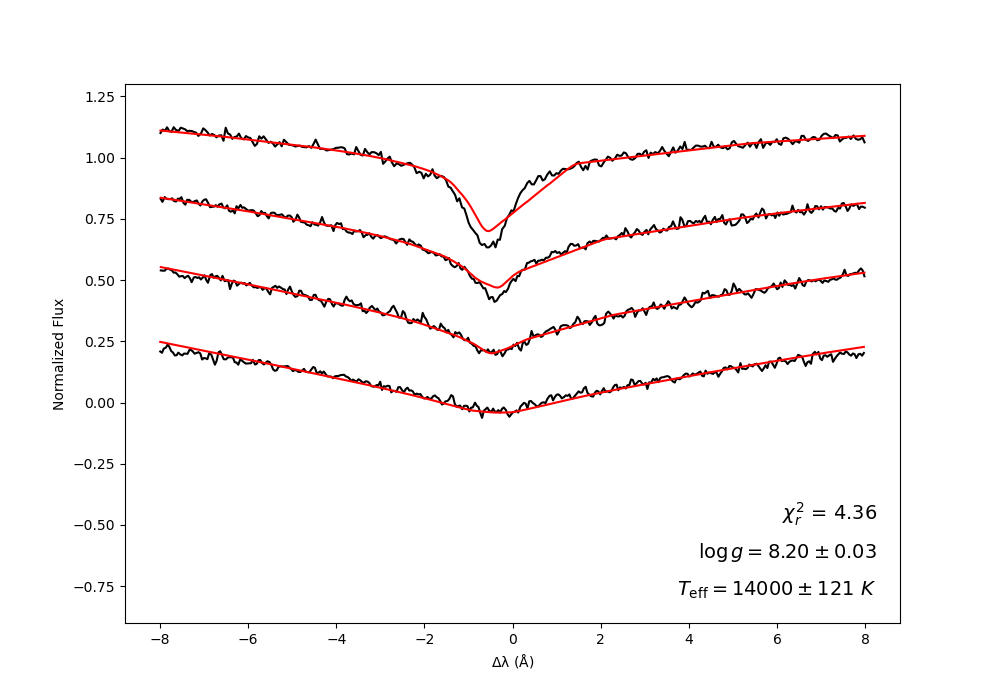 1.25
1.00
0.75
0.50
0.25
0.00
−0.25
−0.50
−0.75
Normalized Flux
χ²ᵣ = 4.36
log g = 8.20 ± 0.03
T_eff = 14000 ± 121 K
−8 −6 −4 −2 0 2 4 6 8
Δλ (Å)